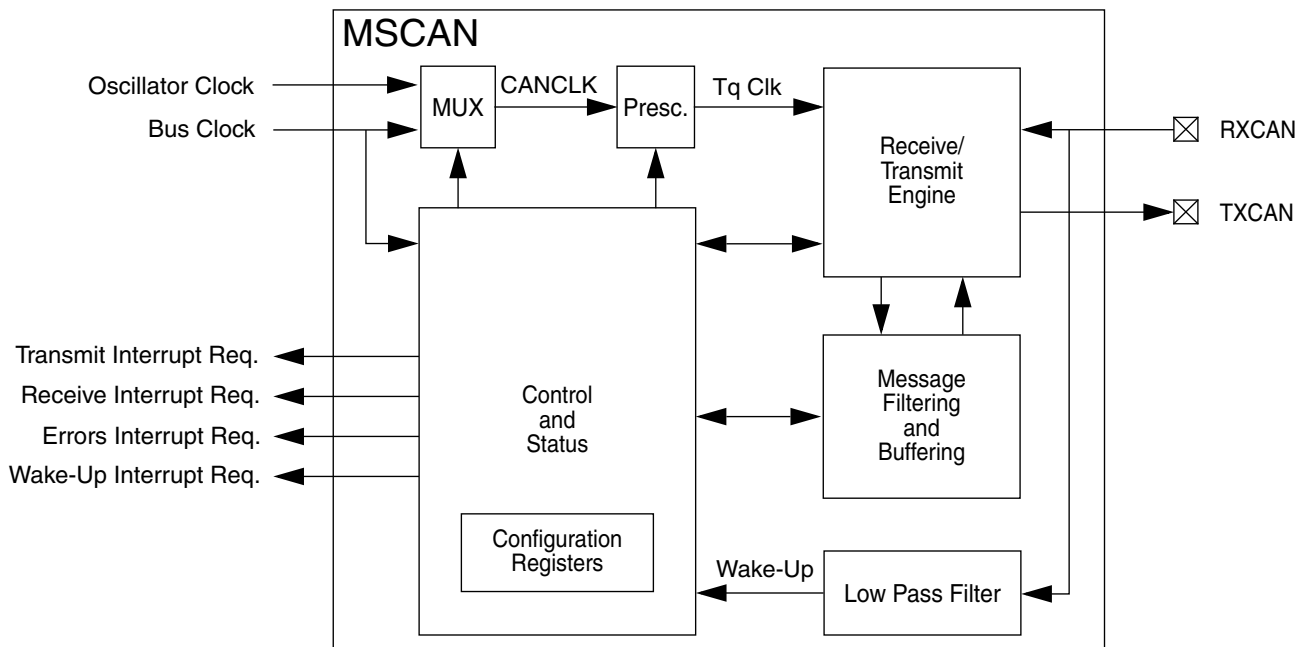 MSCAN
Oscillator Clock
Bus Clock
MUX
CANCLK
Presc.
Tq Clk
Receive/
Transmit
Engine
RXCAN
TXCAN
Transmit Interrupt Req.
Receive Interrupt Req.
Errors Interrupt Req.
Wake-Up Interrupt Req.
Control
and
Status
Message
Filtering
and
Buffering
Configuration
Registers
Wake-Up
Low Pass Filter